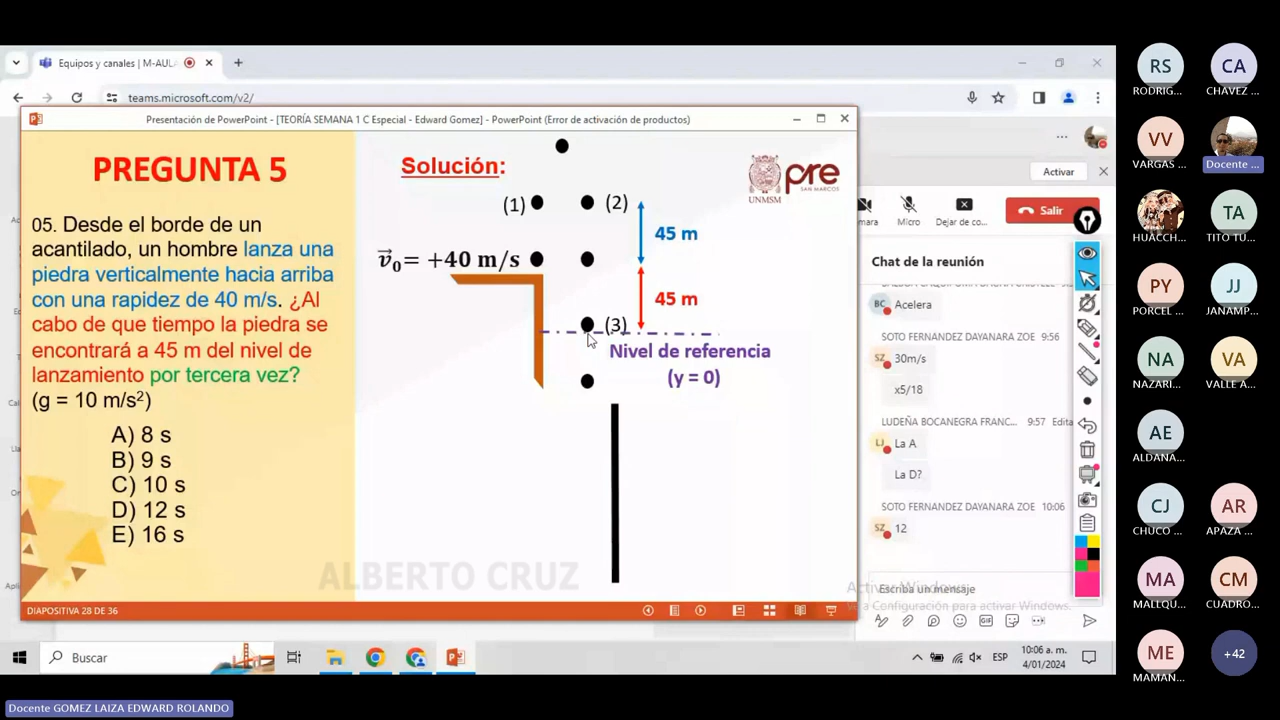 Equipos y canales | M-AUL
teams.microsoft.com/v2/
Presentación de PowerPoint - [TEORÍA SEMANA 1 C Especial - Edward Gomez] - PowerPoint (Error de activación de productos)
PREGUNTA 5
05. Desde el borde de un
acantilado, un hombre lanza una
piedra verticalmente hacia arriba
con una rapidez de 40 m/s. ¿Al
cabo de que tiempo la piedra se
encontrará a 45 m del nivel de
lanzamiento por tercera vez?
(g = 10 m/s²)
A) 8 s
B) 9 s
C) 10 s
D) 12 s
E) 16 s
Solución:
(1)
(2)
45 m
v⃗₀= +40 m/s
45 m
(3)
Nivel de referencia
(y = 0)
UNMSM
pre
SAN MARCOS
ALBERTO CRUZ
DIAPOSITIVA 28 DE 36
Activar
Micro
Dejar de co...
Salir
Chat de la reunión
BC Acelera
SOTO FERNANDEZ DAYANARA ZOE 9:56
SZ 30m/s
x5/18
LUDEÑA BOCANEGRA FRANC... 9:57 Edita
LJ La A
La D?
SOTO FERNANDEZ DAYANARA ZOE 10:06
SZ 12
Activar Windows
Ve a Configuración para activar Windows.
Escriba un mensaje
Buscar
ESP
10:06 a. m.
4/01/2024
RS
RODRIG...
CA
CHAVEZ ...
VV
VARGAS ...
Docente ...
HUACCH...
TA
TITO TU...
PY
PORCEL ...
JJ
JANAMP...
NA
NAZARI...
VA
VALLE A...
AE
ALDANA...
CJ
CHUCO ...
AR
APAZA ...
MA
MALLQU...
CM
CUADRO...
ME
MAMAN...
+42
Docente GOMEZ LAIZA EDWARD ROLANDO